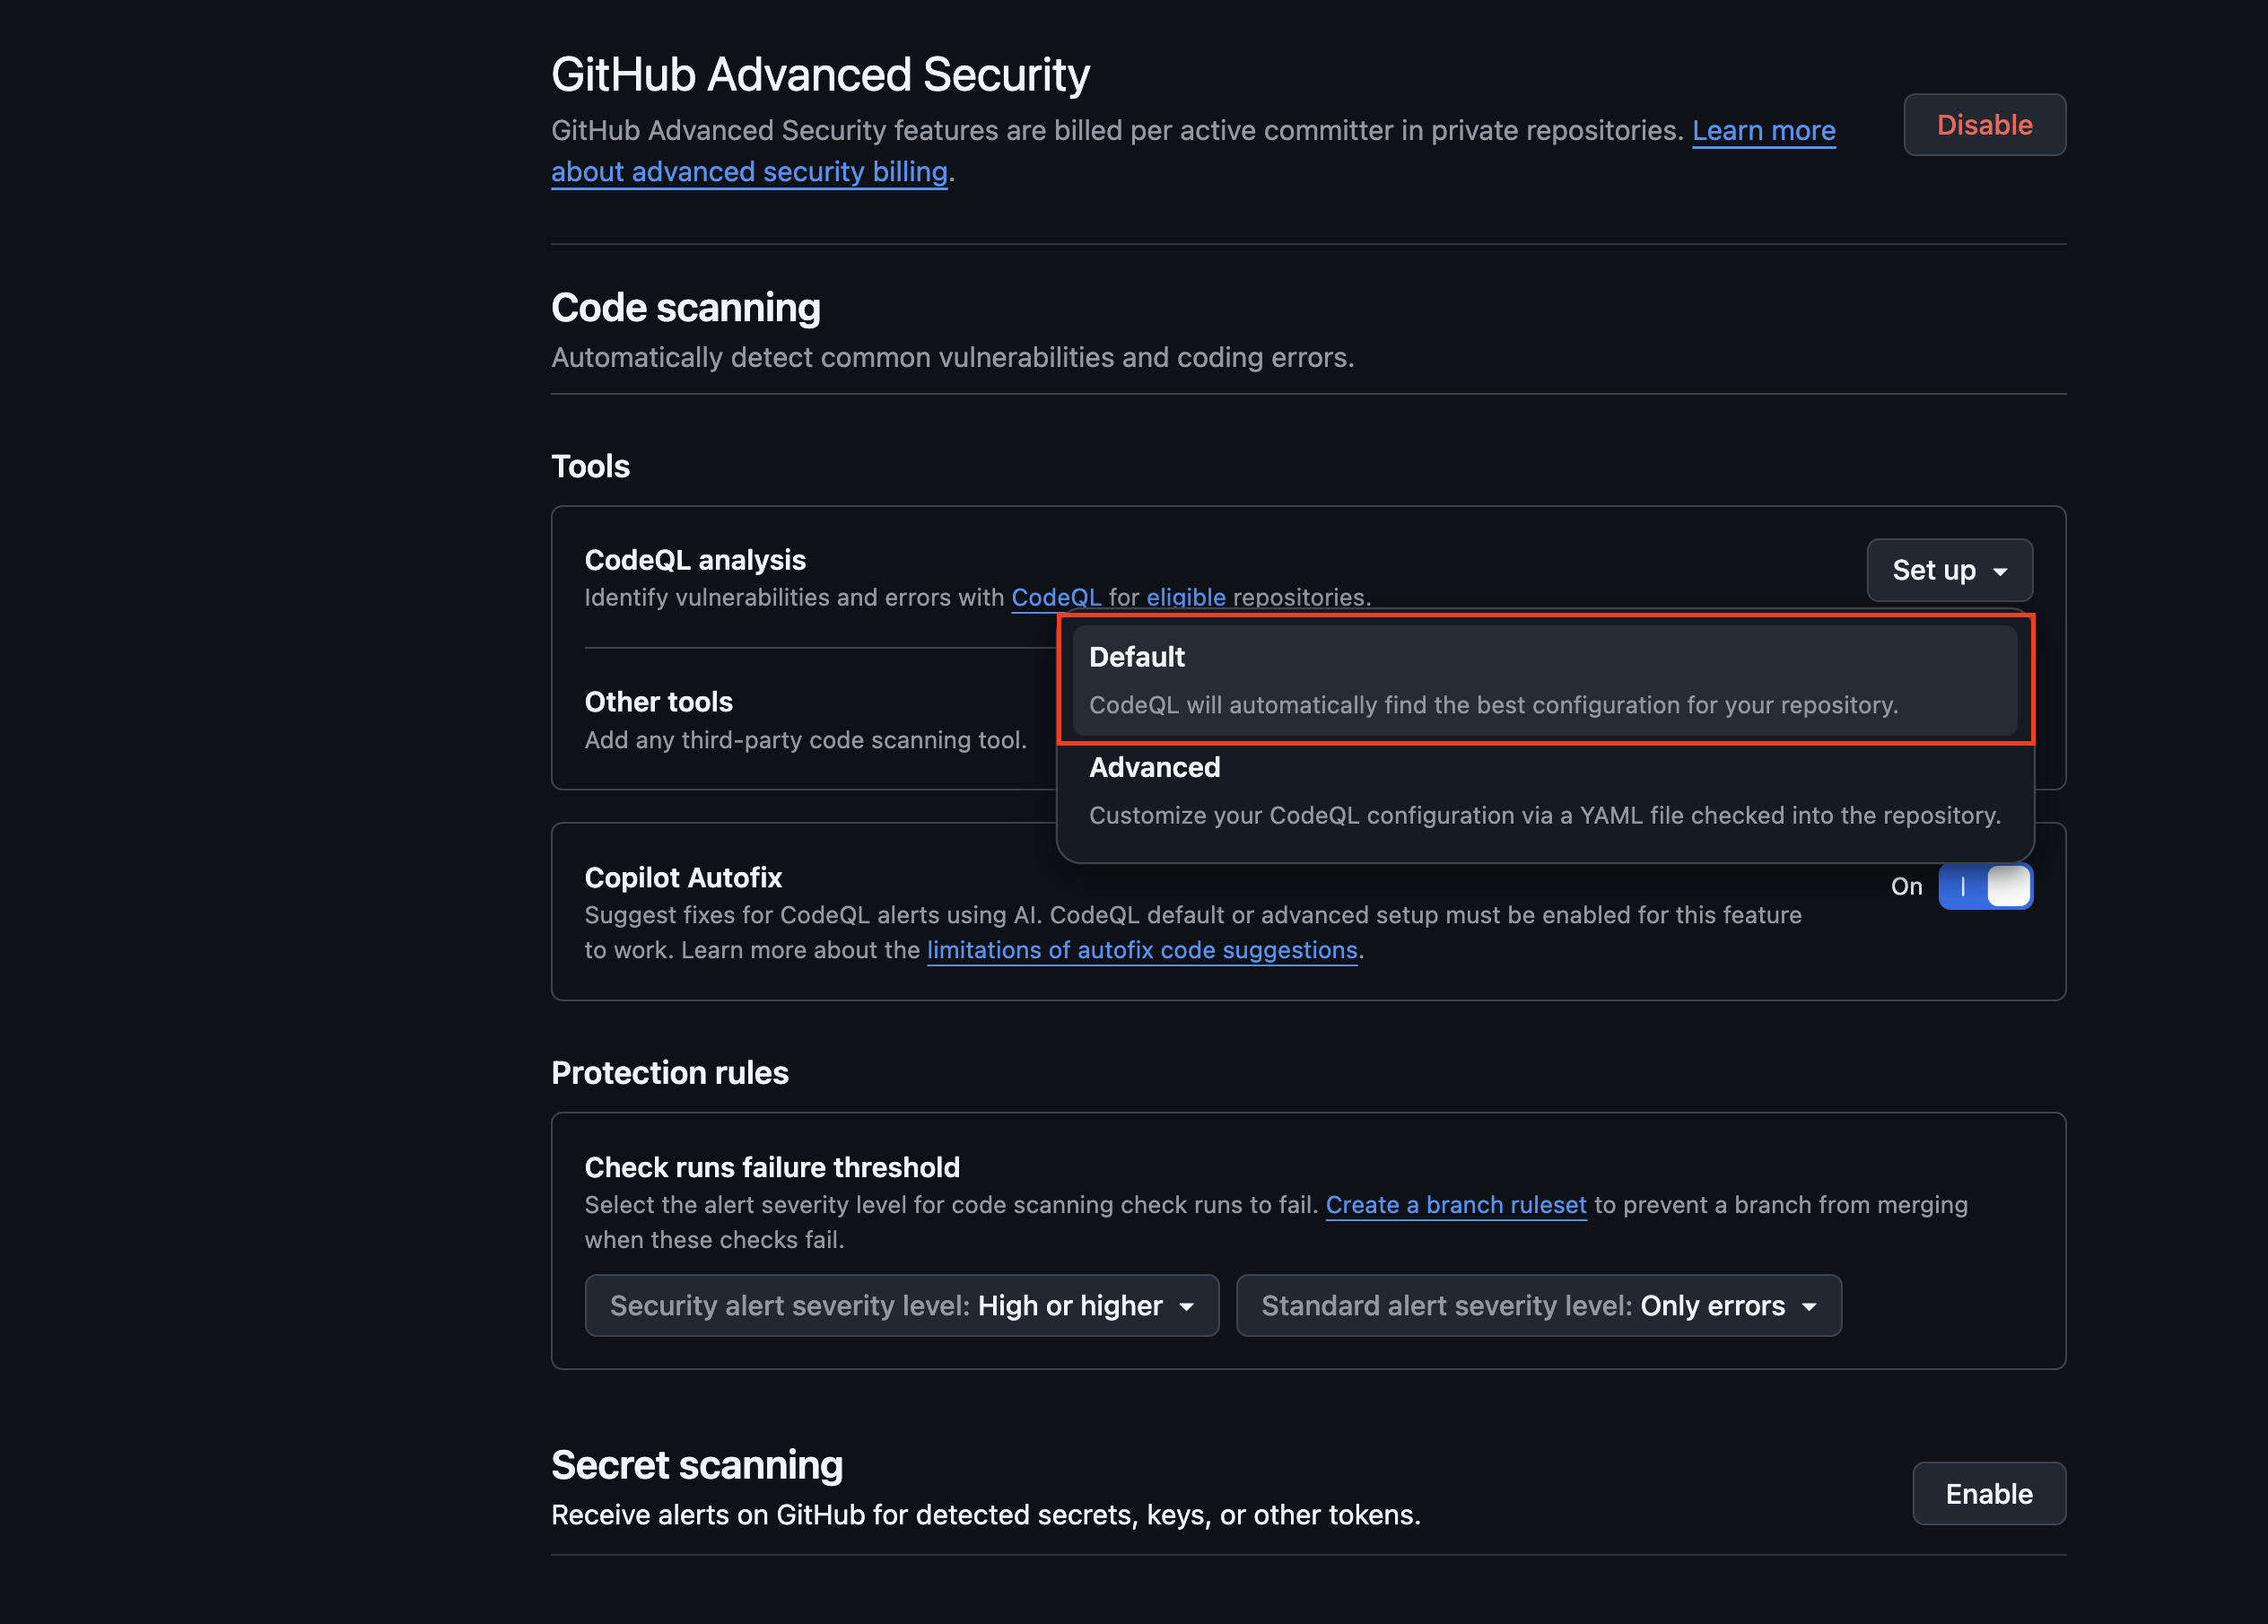 GitHub Advanced Security
GitHub Advanced Security features are billed per active committer in private repositories. Learn more
about advanced security billing.
Disable
Code scanning
Automatically detect common vulnerabilities and coding errors.
Tools
CodeQL analysis
Identify vulnerabilities and errors with CodeQL for eligible repositories.
Set up
Default
CodeQL will automatically find the best configuration for your repository.
Advanced
Customize your CodeQL configuration via a YAML file checked into the repository.
Other tools
Add any third-party code scanning tool.
Copilot Autofix
Suggest fixes for CodeQL alerts using AI. CodeQL default or advanced setup must be enabled for this feature
to work. Learn more about the limitations of autofix code suggestions.
On
Protection rules
Check runs failure threshold
Select the alert severity level for code scanning check runs to fail. Create a branch ruleset to prevent a branch from merging
when these checks fail.
Security alert severity level: High or higher
Standard alert severity level: Only errors
Secret scanning
Receive alerts on GitHub for detected secrets, keys, or other tokens.
Enable